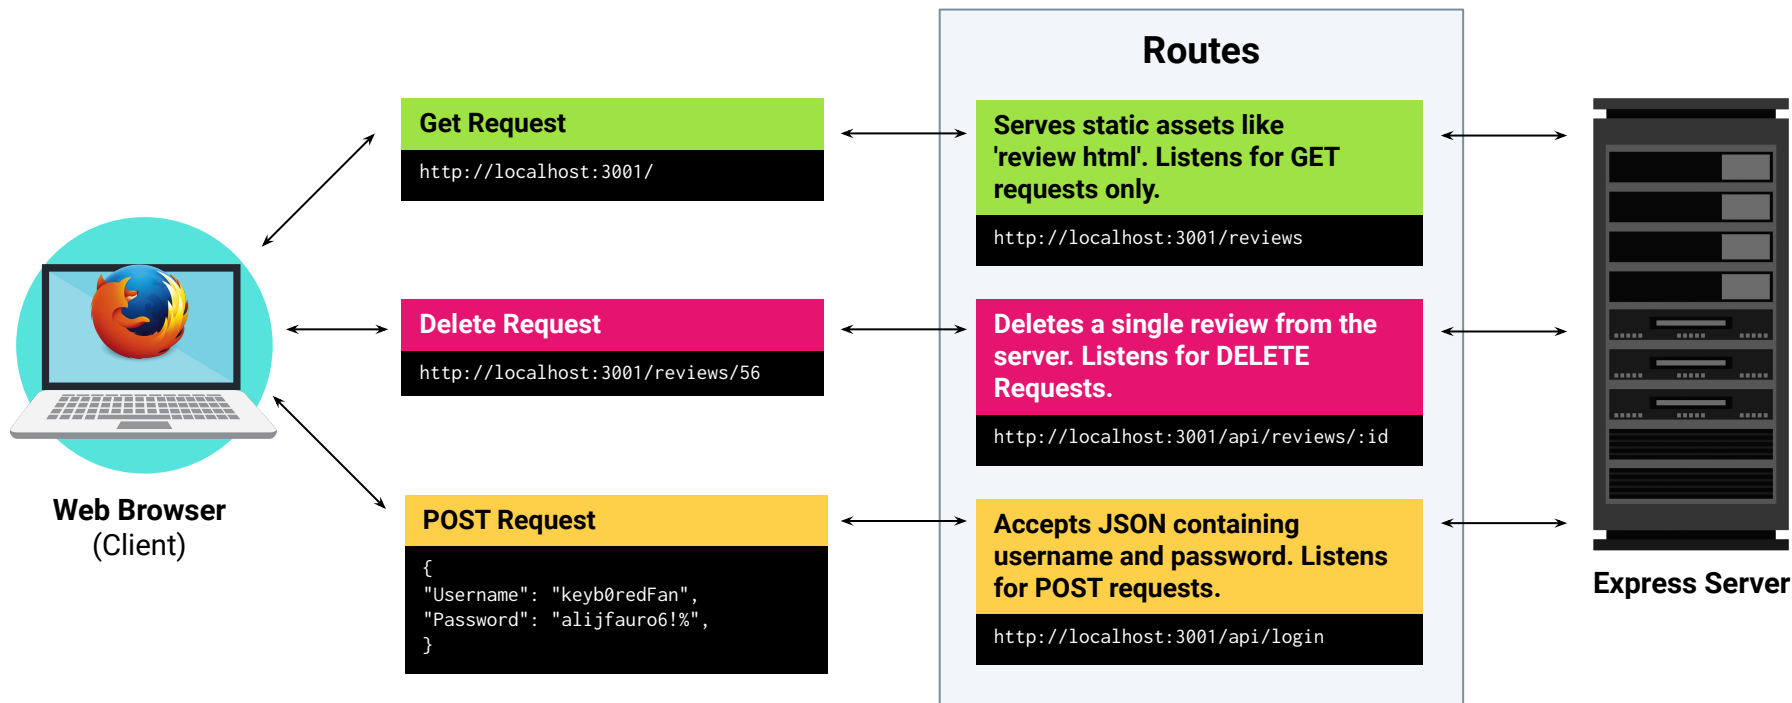 Routes
Get Request
http://localhost:3001/
Serves static assets like
'review html'. Listens for GET
requests only.
http://localhost:3001/reviews
Delete Request
http://localhost:3001/reviews/56
Deletes a single review from the
server. Listens for DELETE
Requests.
http://localhost:3001/api/reviews/:id
Web Browser
(Client)
POST Request
{
"Username": "keyb0redFan",
"Password": "alijfauro6!%",
}
Accepts JSON containing
username and password. Listens
for POST requests.
http://localhost:3001/api/login
Express Server